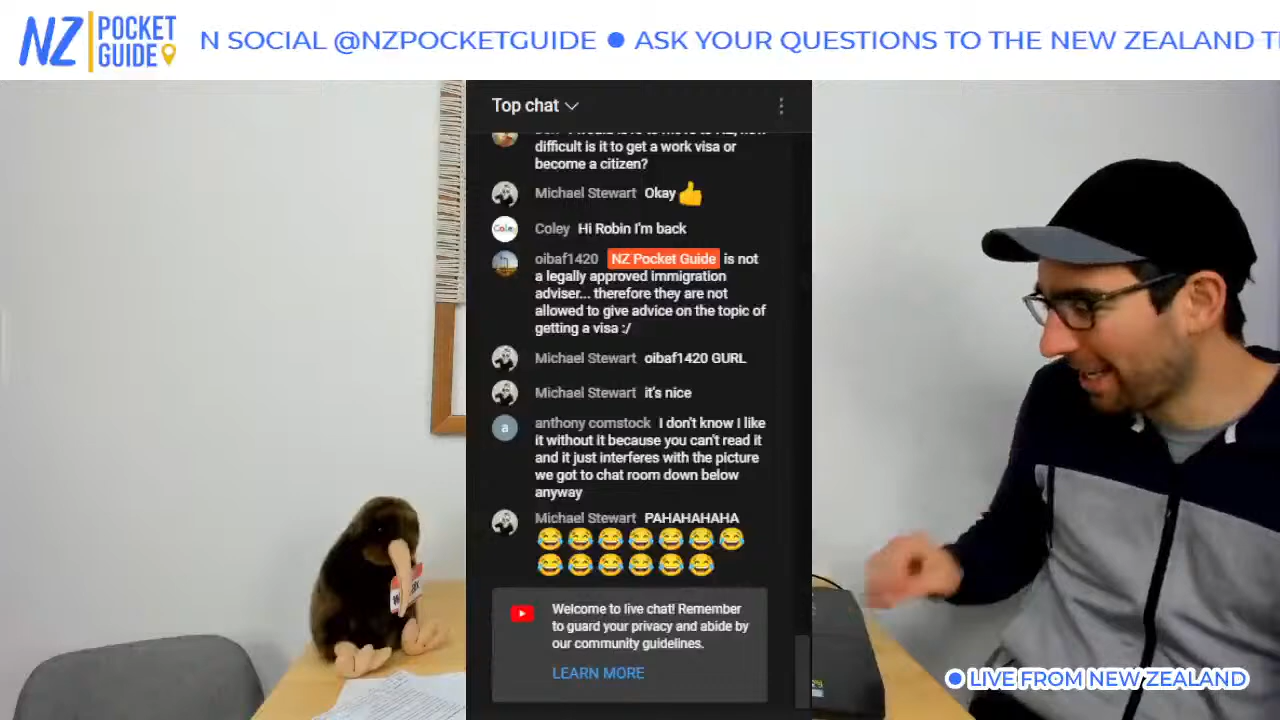 NZ POCKET GUIDE
N SOCIAL @NZPOCKETGUIDE ● ASK YOUR QUESTIONS TO THE NEW ZEALAND
Top chat
difficult is it to get a work visa or
become a citizen?
Michael Stewart Okay 👍
Coley Hi Robin I'm back
oibaf1420 NZ Pocket Guide is not
a legally approved immigration
adviser... therefore they are not
allowed to give advice on the topic of
getting a visa :/
Michael Stewart oibaf1420 GURL
Michael Stewart it's nice
a anthony comstock I don't know I like
it without it because you can't read it
and it just interferes with the picture
we got to chat room down below
anyway
Michael Stewart PAHAHAHAHA
😂😂😂😂😂😂😂
😂😂😂😂😂😂
Welcome to live chat! Remember
to guard your privacy and abide by
our community guidelines.
LEARN MORE
● LIVE FROM NEW ZEALAND